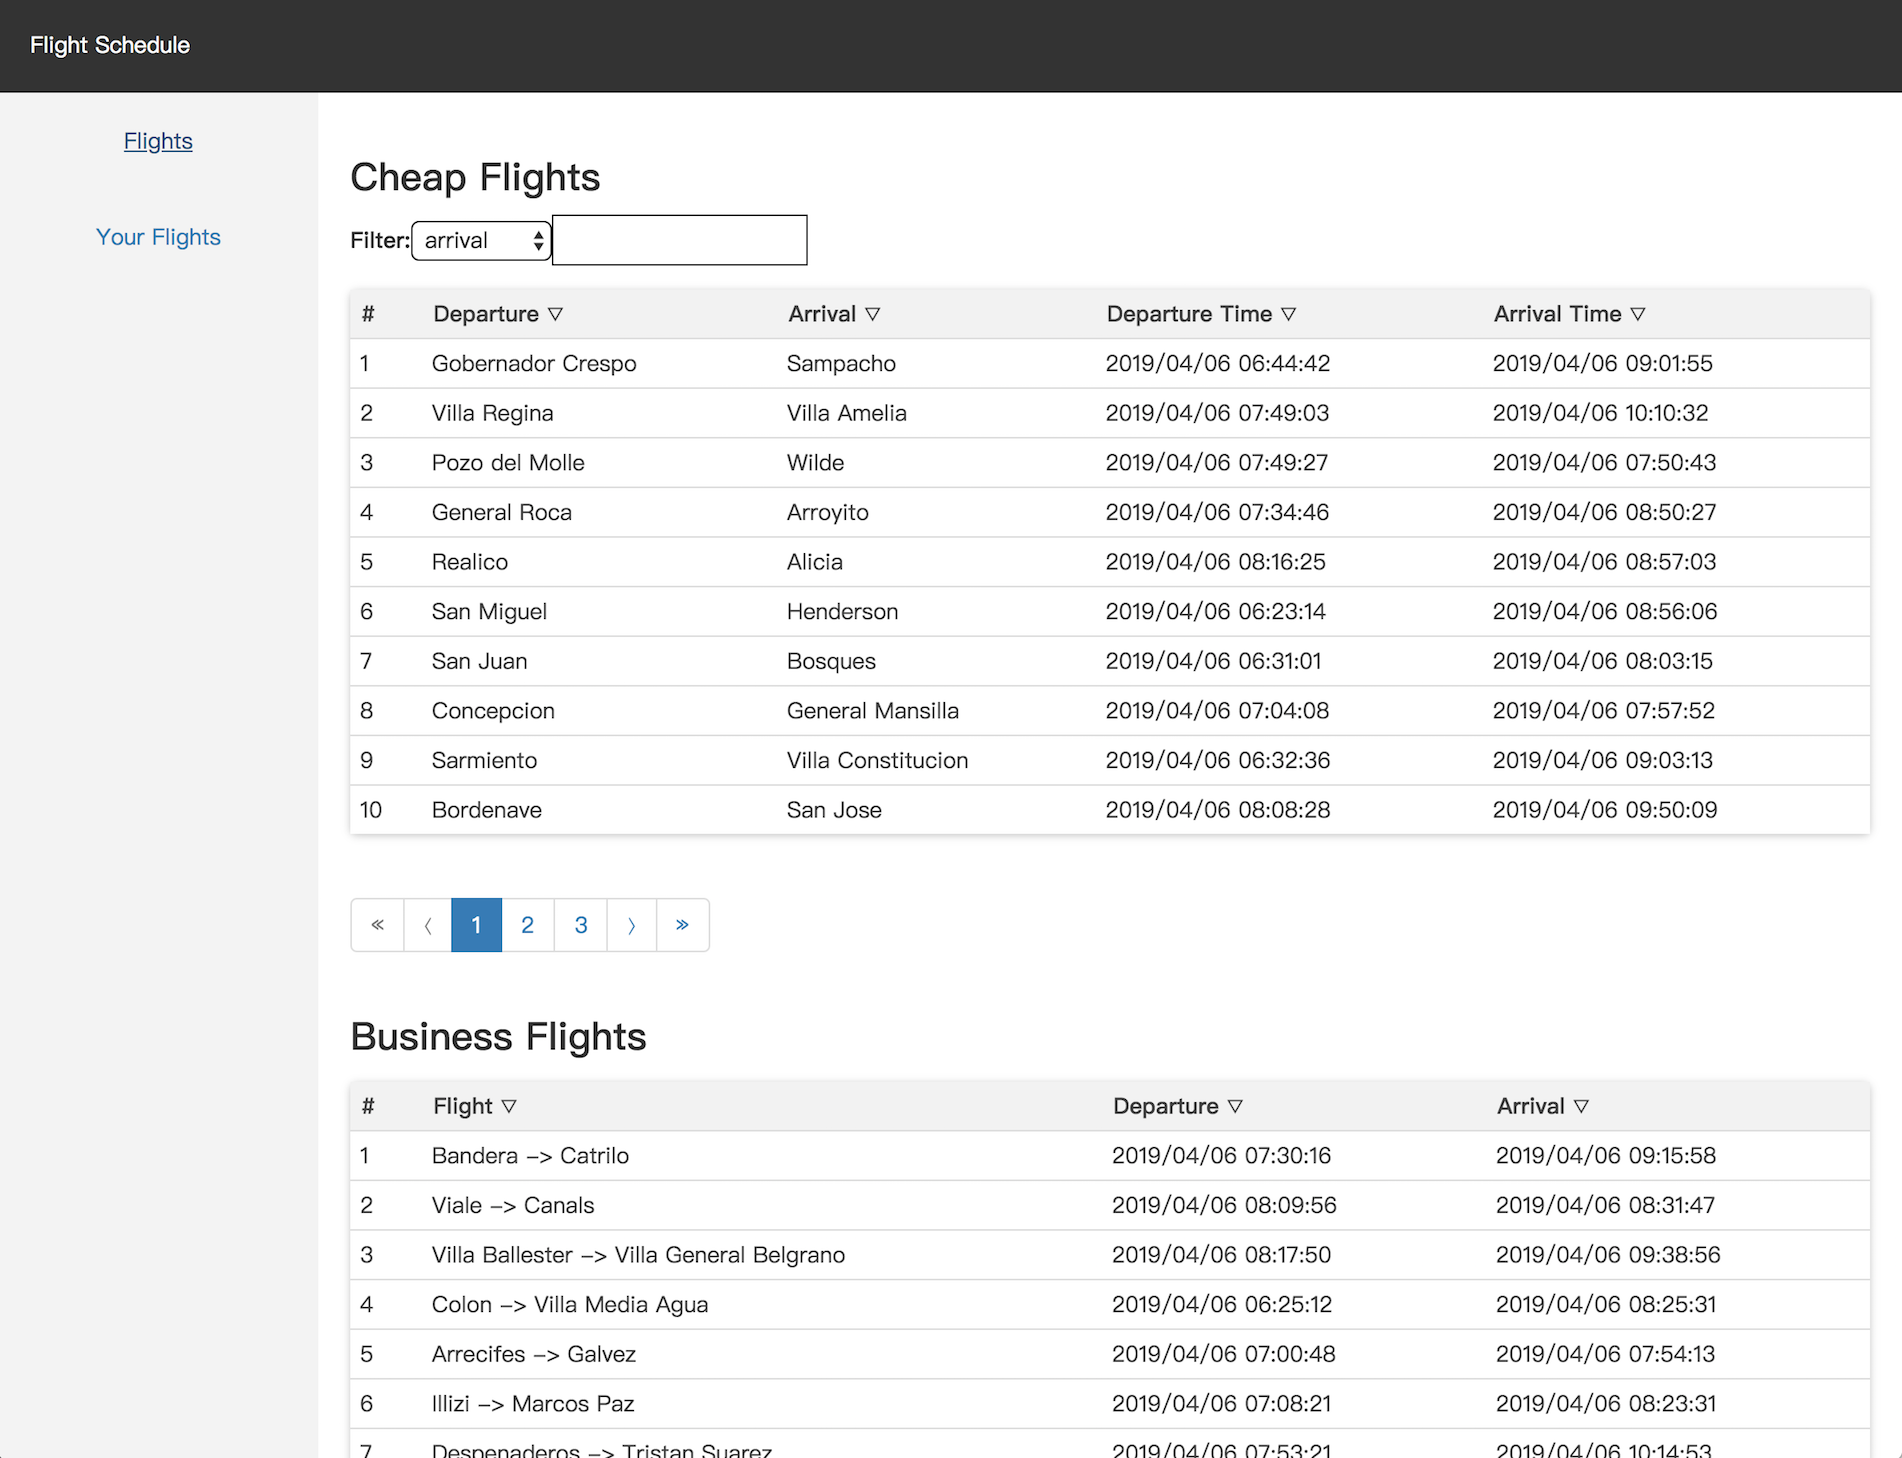 Flight Schedule
Flights
Your Flights
Cheap Flights
Filter: arrival
# Departure ▽ Arrival ▽ Departure Time ▽ Arrival Time ▽
1 Gobernador Crespo Sampacho 2019/04/06 06:44:42 2019/04/06 09:01:55
2 Villa Regina Villa Amelia 2019/04/06 07:49:03 2019/04/06 10:10:32
3 Pozo del Molle Wilde 2019/04/06 07:49:27 2019/04/06 07:50:43
4 General Roca Arroyito 2019/04/06 07:34:46 2019/04/06 08:50:27
5 Realico Alicia 2019/04/06 08:16:25 2019/04/06 08:57:03
6 San Miguel Henderson 2019/04/06 06:23:14 2019/04/06 08:56:06
7 San Juan Bosques 2019/04/06 06:31:01 2019/04/06 08:03:15
8 Concepcion General Mansilla 2019/04/06 07:04:08 2019/04/06 07:57:52
9 Sarmiento Villa Constitucion 2019/04/06 06:32:36 2019/04/06 09:03:13
10 Bordenave San Jose 2019/04/06 08:08:28 2019/04/06 09:50:09
« ⟨ 1 2 3 ⟩ »
Business Flights
# Flight ▽ Departure ▽ Arrival ▽
1 Bandera –> Catrilo 2019/04/06 07:30:16 2019/04/06 09:15:58
2 Viale –> Canals 2019/04/06 08:09:56 2019/04/06 08:31:47
3 Villa Ballester –> Villa General Belgrano 2019/04/06 08:17:50 2019/04/06 09:38:56
4 Colon –> Villa Media Agua 2019/04/06 06:25:12 2019/04/06 08:25:31
5 Arrecifes –> Galvez 2019/04/06 07:00:48 2019/04/06 07:54:13
6 Illizi –> Marcos Paz 2019/04/06 07:08:21 2019/04/06 08:23:31
7 Despenaderos –> Tristan Suarez 2019/04/06 07:53:21 2019/04/06 10:14:53